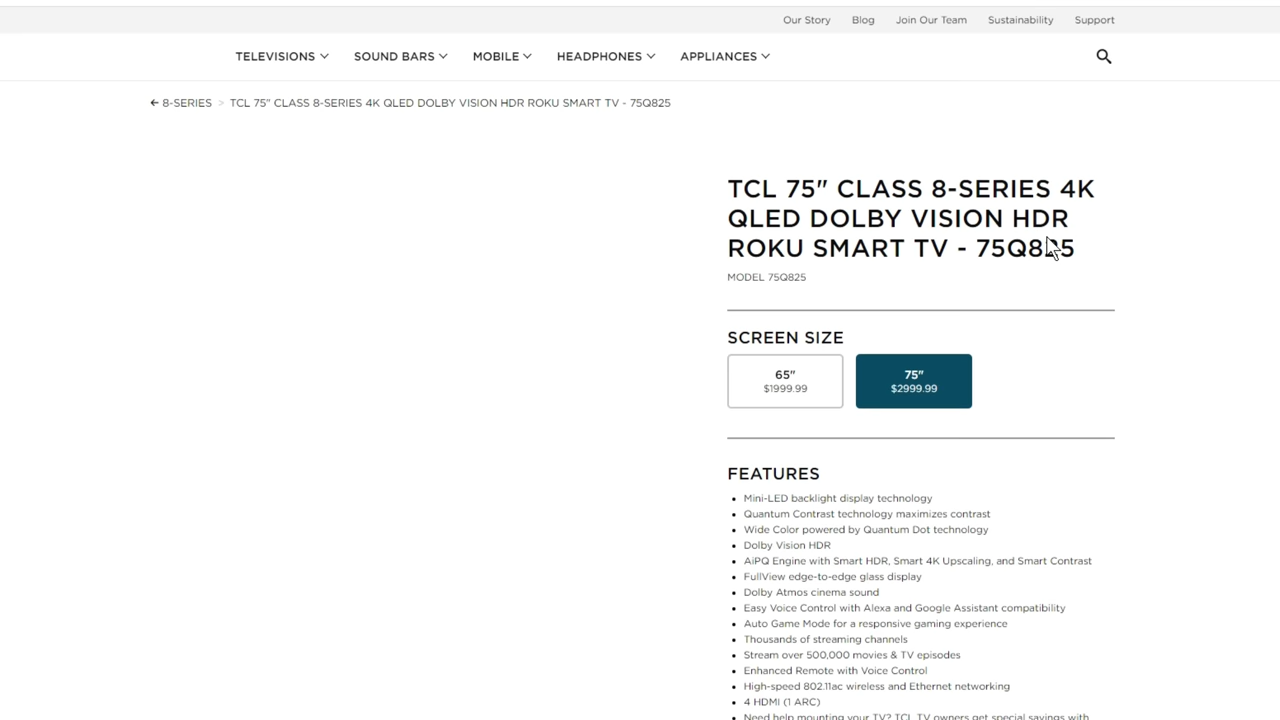 Our Story Blog Join Our Team Sustainability Support
TELEVISIONS SOUND BARS MOBILE HEADPHONES APPLIANCES
← 8-SERIES > TCL 75" CLASS 8-SERIES 4K QLED DOLBY VISION HDR ROKU SMART TV - 75Q825
TCL 75" CLASS 8-SERIES 4K
QLED DOLBY VISION HDR
ROKU SMART TV - 75Q825
MODEL 75Q825
SCREEN SIZE
65" 75"
$1999.99 $2999.99
FEATURES
• Mini-LED backlight display technology
• Quantum Contrast technology maximizes contrast
• Wide Color powered by Quantum Dot technology
• Dolby Vision HDR
• AiPQ Engine with Smart HDR, Smart 4K Upscaling, and Smart Contrast
• FullView edge-to-edge glass display
• Dolby Atmos cinema sound
• Easy Voice Control with Alexa and Google Assistant compatibility
• Auto Game Mode for a responsive gaming experience
• Thousands of streaming channels
• Stream over 500,000 movies & TV episodes
• Enhanced Remote with Voice Control
• High-speed 802.11ac wireless and Ethernet networking
• 4 HDMI (1 ARC)
• Need help mounting your TV? TCL TV owners get special savings with